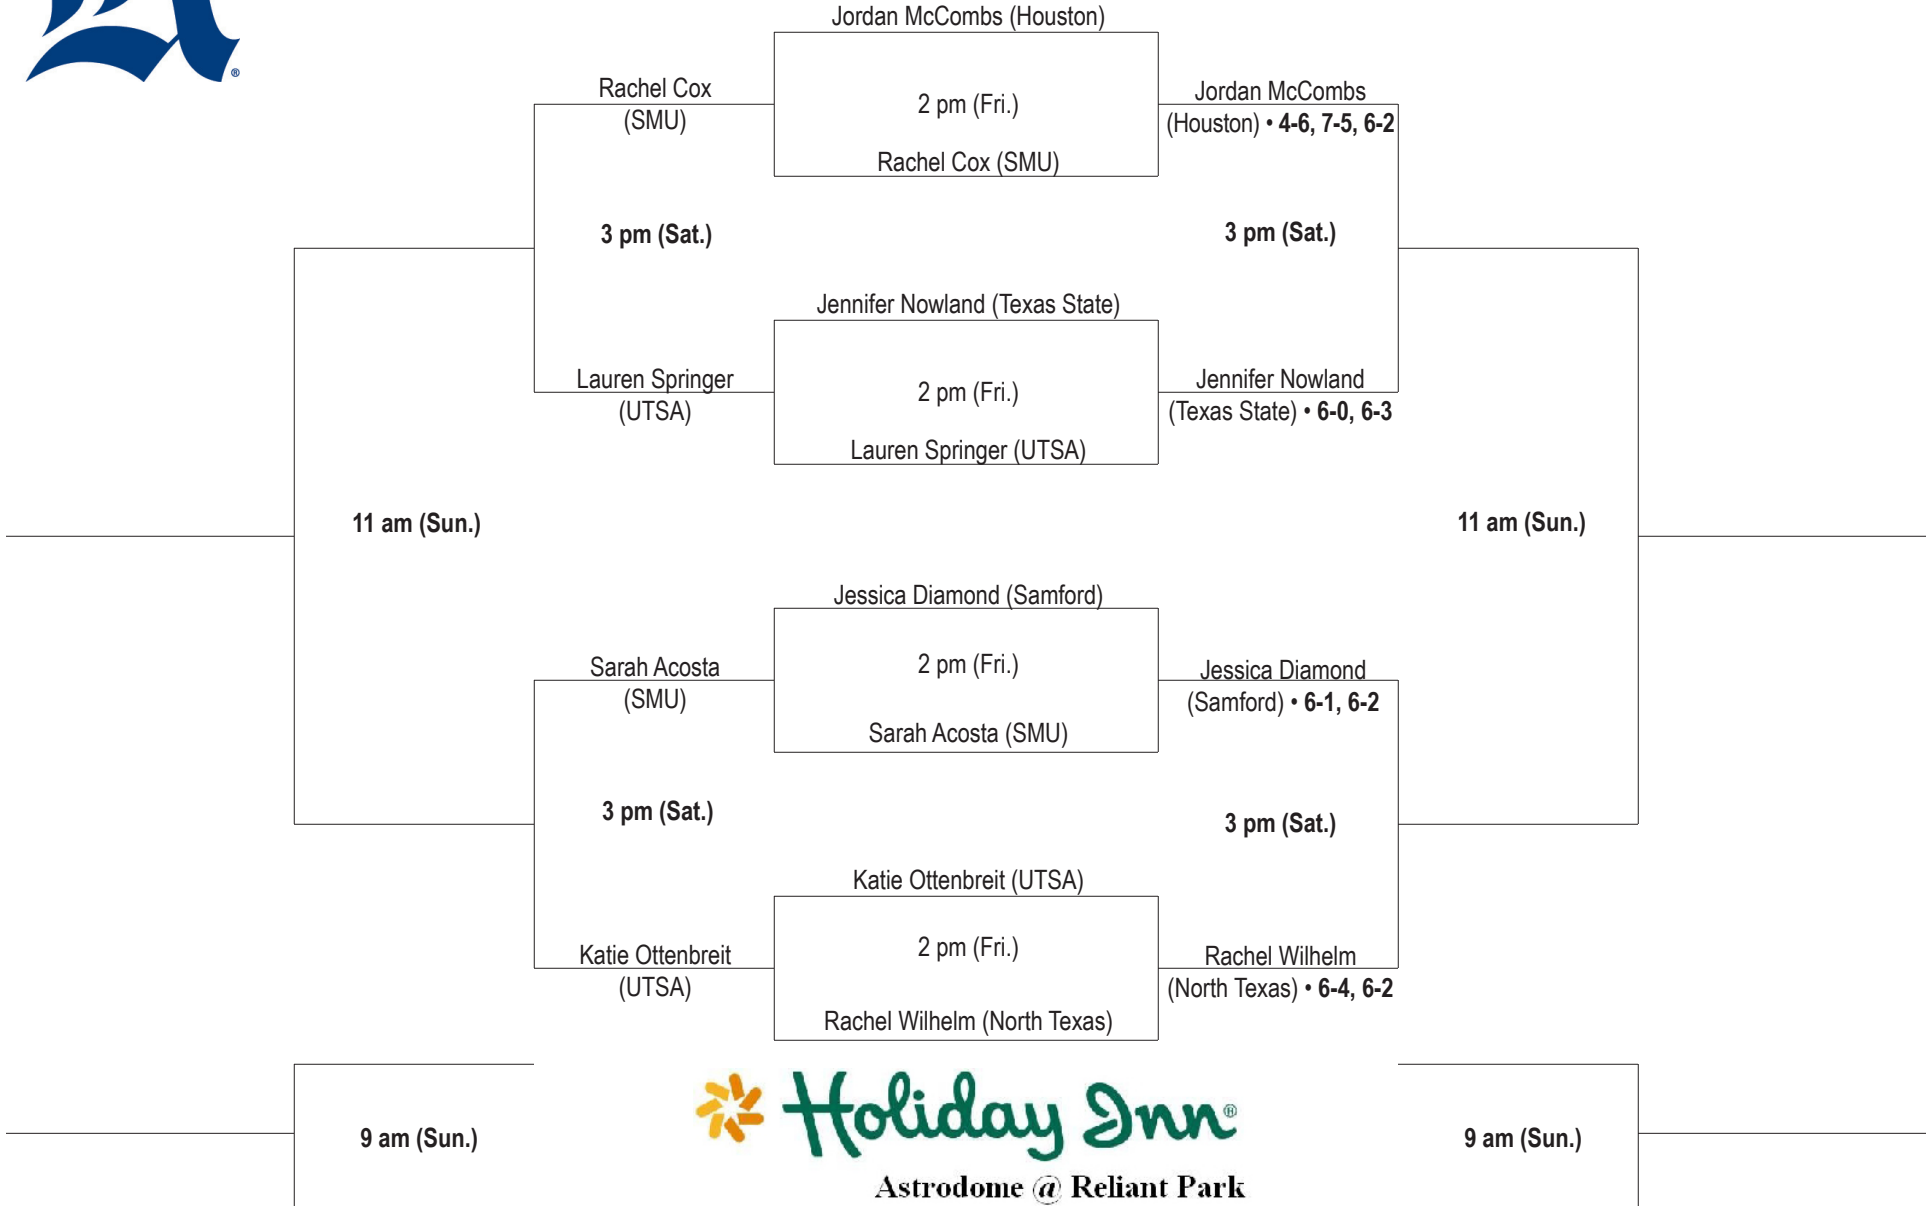 Jordan McCombs (Houston)
Rachel Cox
(SMU)
2 pm (Fri.)
Jordan McCombs
(Houston) • 4-6, 7-5, 6-2
Rachel Cox (SMU)
3 pm (Sat.)
3 pm (Sat.)
Jennifer Nowland (Texas State)
Lauren Springer
(UTSA)
2 pm (Fri.)
Jennifer Nowland
(Texas State) • 6-0, 6-3
Lauren Springer (UTSA)
11 am (Sun.)
11 am (Sun.)
Jessica Diamond (Samford)
Sarah Acosta
(SMU)
2 pm (Fri.)
Jessica Diamond
(Samford) • 6-1, 6-2
Sarah Acosta (SMU)
3 pm (Sat.)
3 pm (Sat.)
Katie Ottenbreit (UTSA)
Katie Ottenbreit
(UTSA)
2 pm (Fri.)
Rachel Wilhelm
(North Texas) • 6-4, 6-2
Rachel Wilhelm (North Texas)
9 am (Sun.)
Holiday Inn®
9 am (Sun.)
Astrodome @ Reliant Park